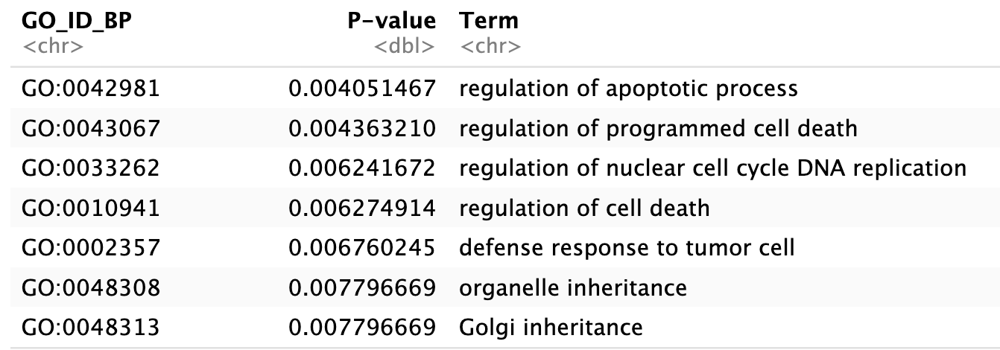 GO_ID_BP P-value Term
<chr> <dbl> <chr>
GO:0042981 0.004051467 regulation of apoptotic process
GO:0043067 0.004363210 regulation of programmed cell death
GO:0033262 0.006241672 regulation of nuclear cell cycle DNA replication
GO:0010941 0.006274914 regulation of cell death
GO:0002357 0.006760245 defense response to tumor cell
GO:0048308 0.007796669 organelle inheritance
GO:0048313 0.007796669 Golgi inheritance